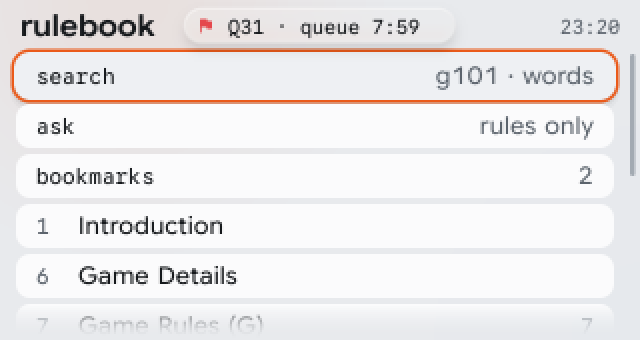 rulebook Q31 · queue 7:59 23:20
search g101 · words
ask rules only
bookmarks 2
1 Introduction
6 Game Details
7 Game Rules (G) 7